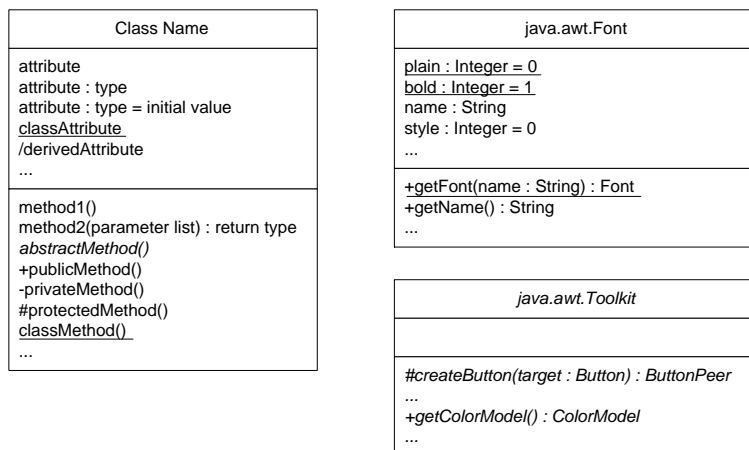 Class Name
attribute
attribute : type
attribute : type = initial value
classAttribute
/derivedAttribute
...
method1()
method2(parameter list) : return type
abstractMethod()
+publicMethod()
-privateMethod()
#protectedMethod()
classMethod()
...
java.awt.Font
plain : Integer = 0
bold : Integer = 1
name : String
style : Integer = 0
...
+getFont(name : String) : Font
+getName() : String
...
java.awt.Toolkit
#createButton(target : Button) : ButtonPeer
...
+getColorModel() : ColorModel
...